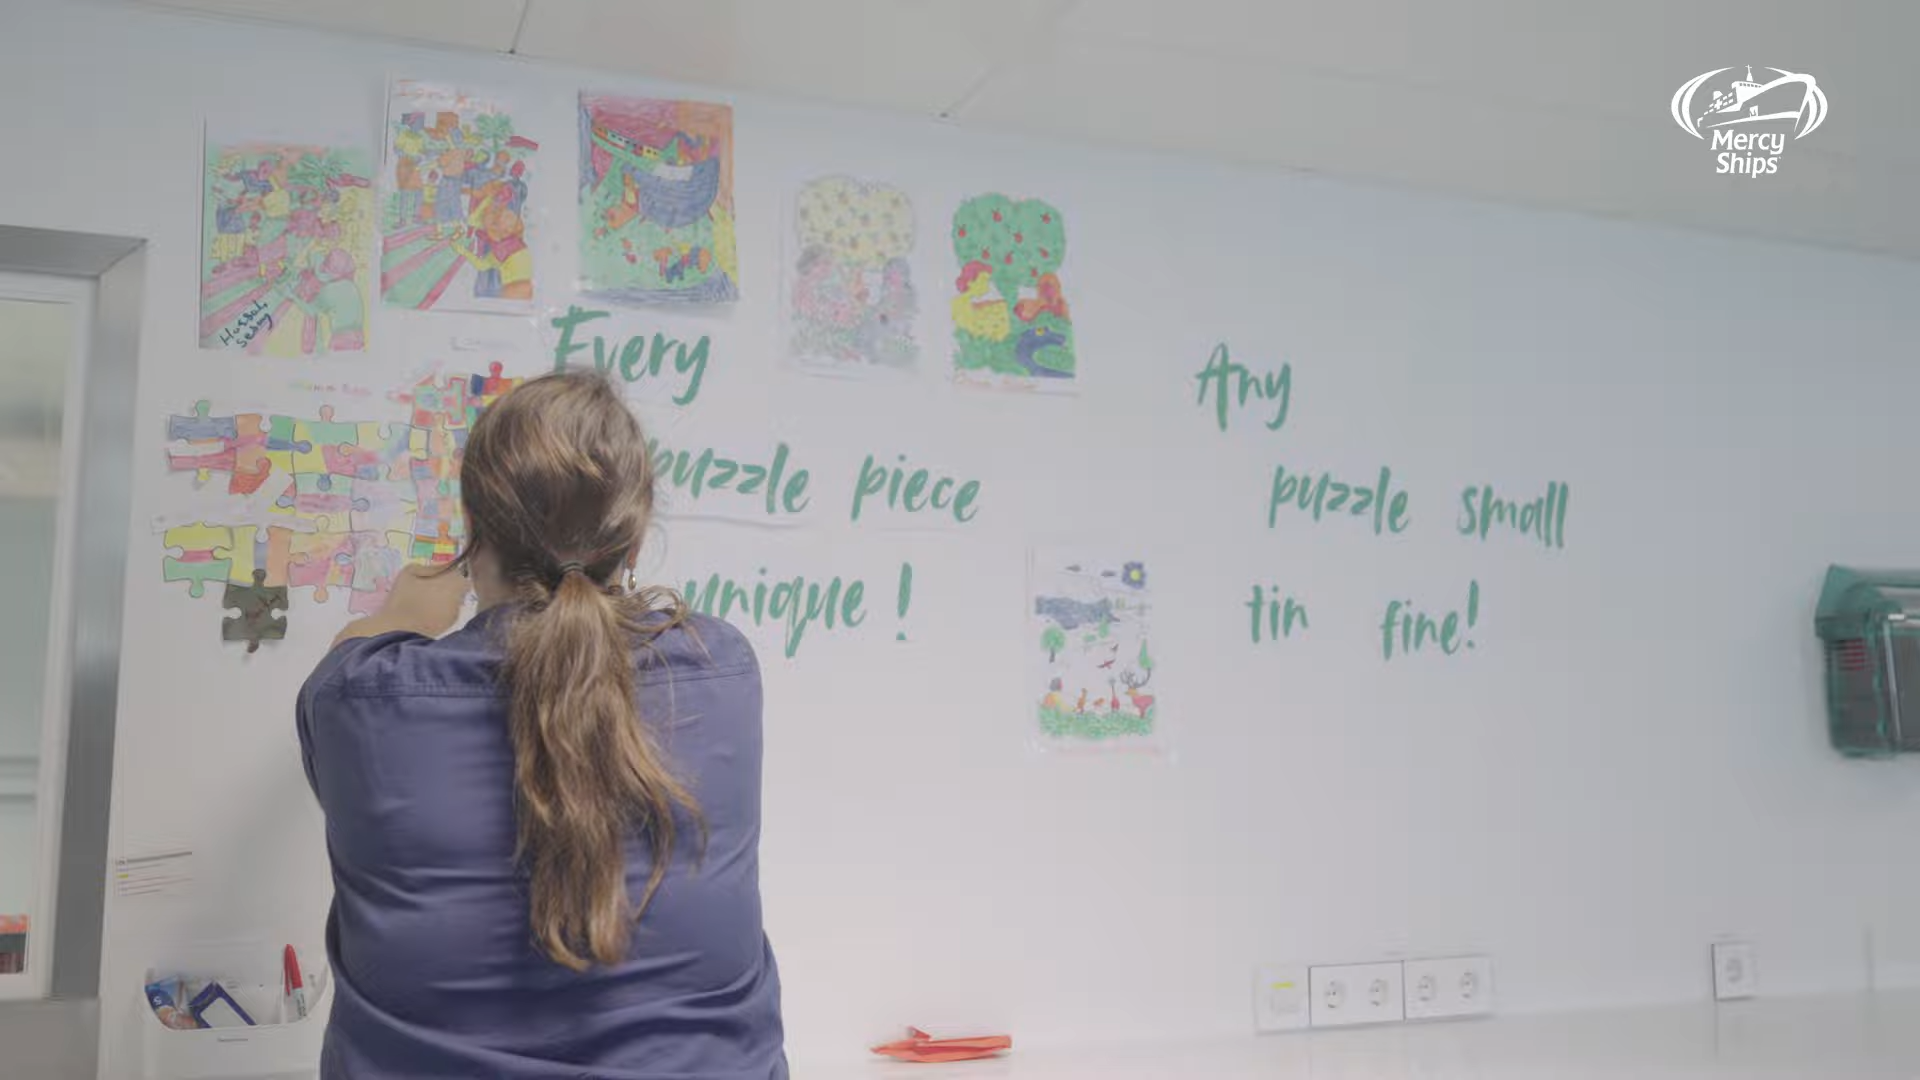 Mercy
Ships
Every
puzzle piece
unique!
Any
puzzle small
tin fine!